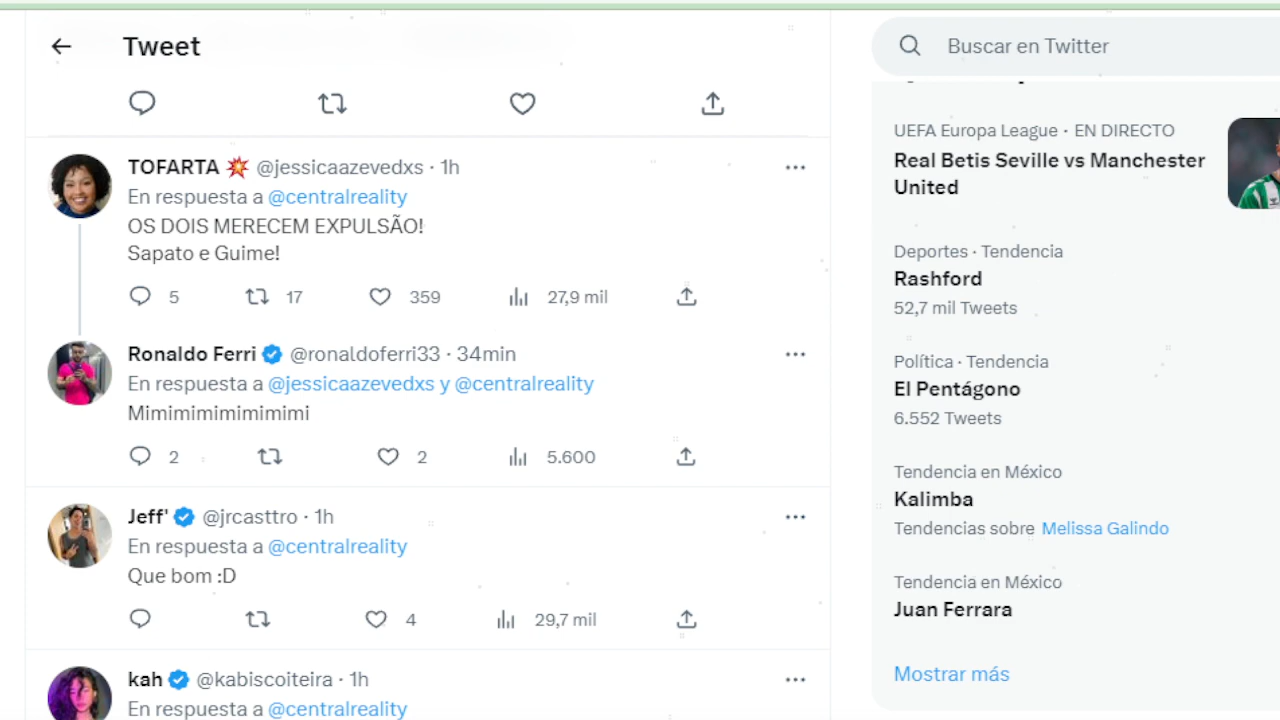 Tweet
TOFARTA 💥 @jessicaazevedxs · 1h
En respuesta a @centralreality
OS DOIS MERECEM EXPULSÃO!
Sapato e Guime!
5 17 359 27,9 mil
Ronaldo Ferri @ronaldoferri33 · 34min
En respuesta a @jessicaazevedxs y @centralreality
Mimimimimimimimi
2 2 5.600
Jeff' @jrcasttro · 1h
En respuesta a @centralreality
Que bom :D
4 29,7 mil
kah @kabiscoiteira · 1h
En respuesta a @centralreality
Buscar en Twitter
UEFA Europa League · EN DIRECTO
Real Betis Seville vs Manchester
United
Deportes · Tendencia
Rashford
52,7 mil Tweets
Política · Tendencia
El Pentágono
6.552 Tweets
Tendencia en México
Kalimba
Tendencias sobre Melissa Galindo
Tendencia en México
Juan Ferrara
Mostrar más